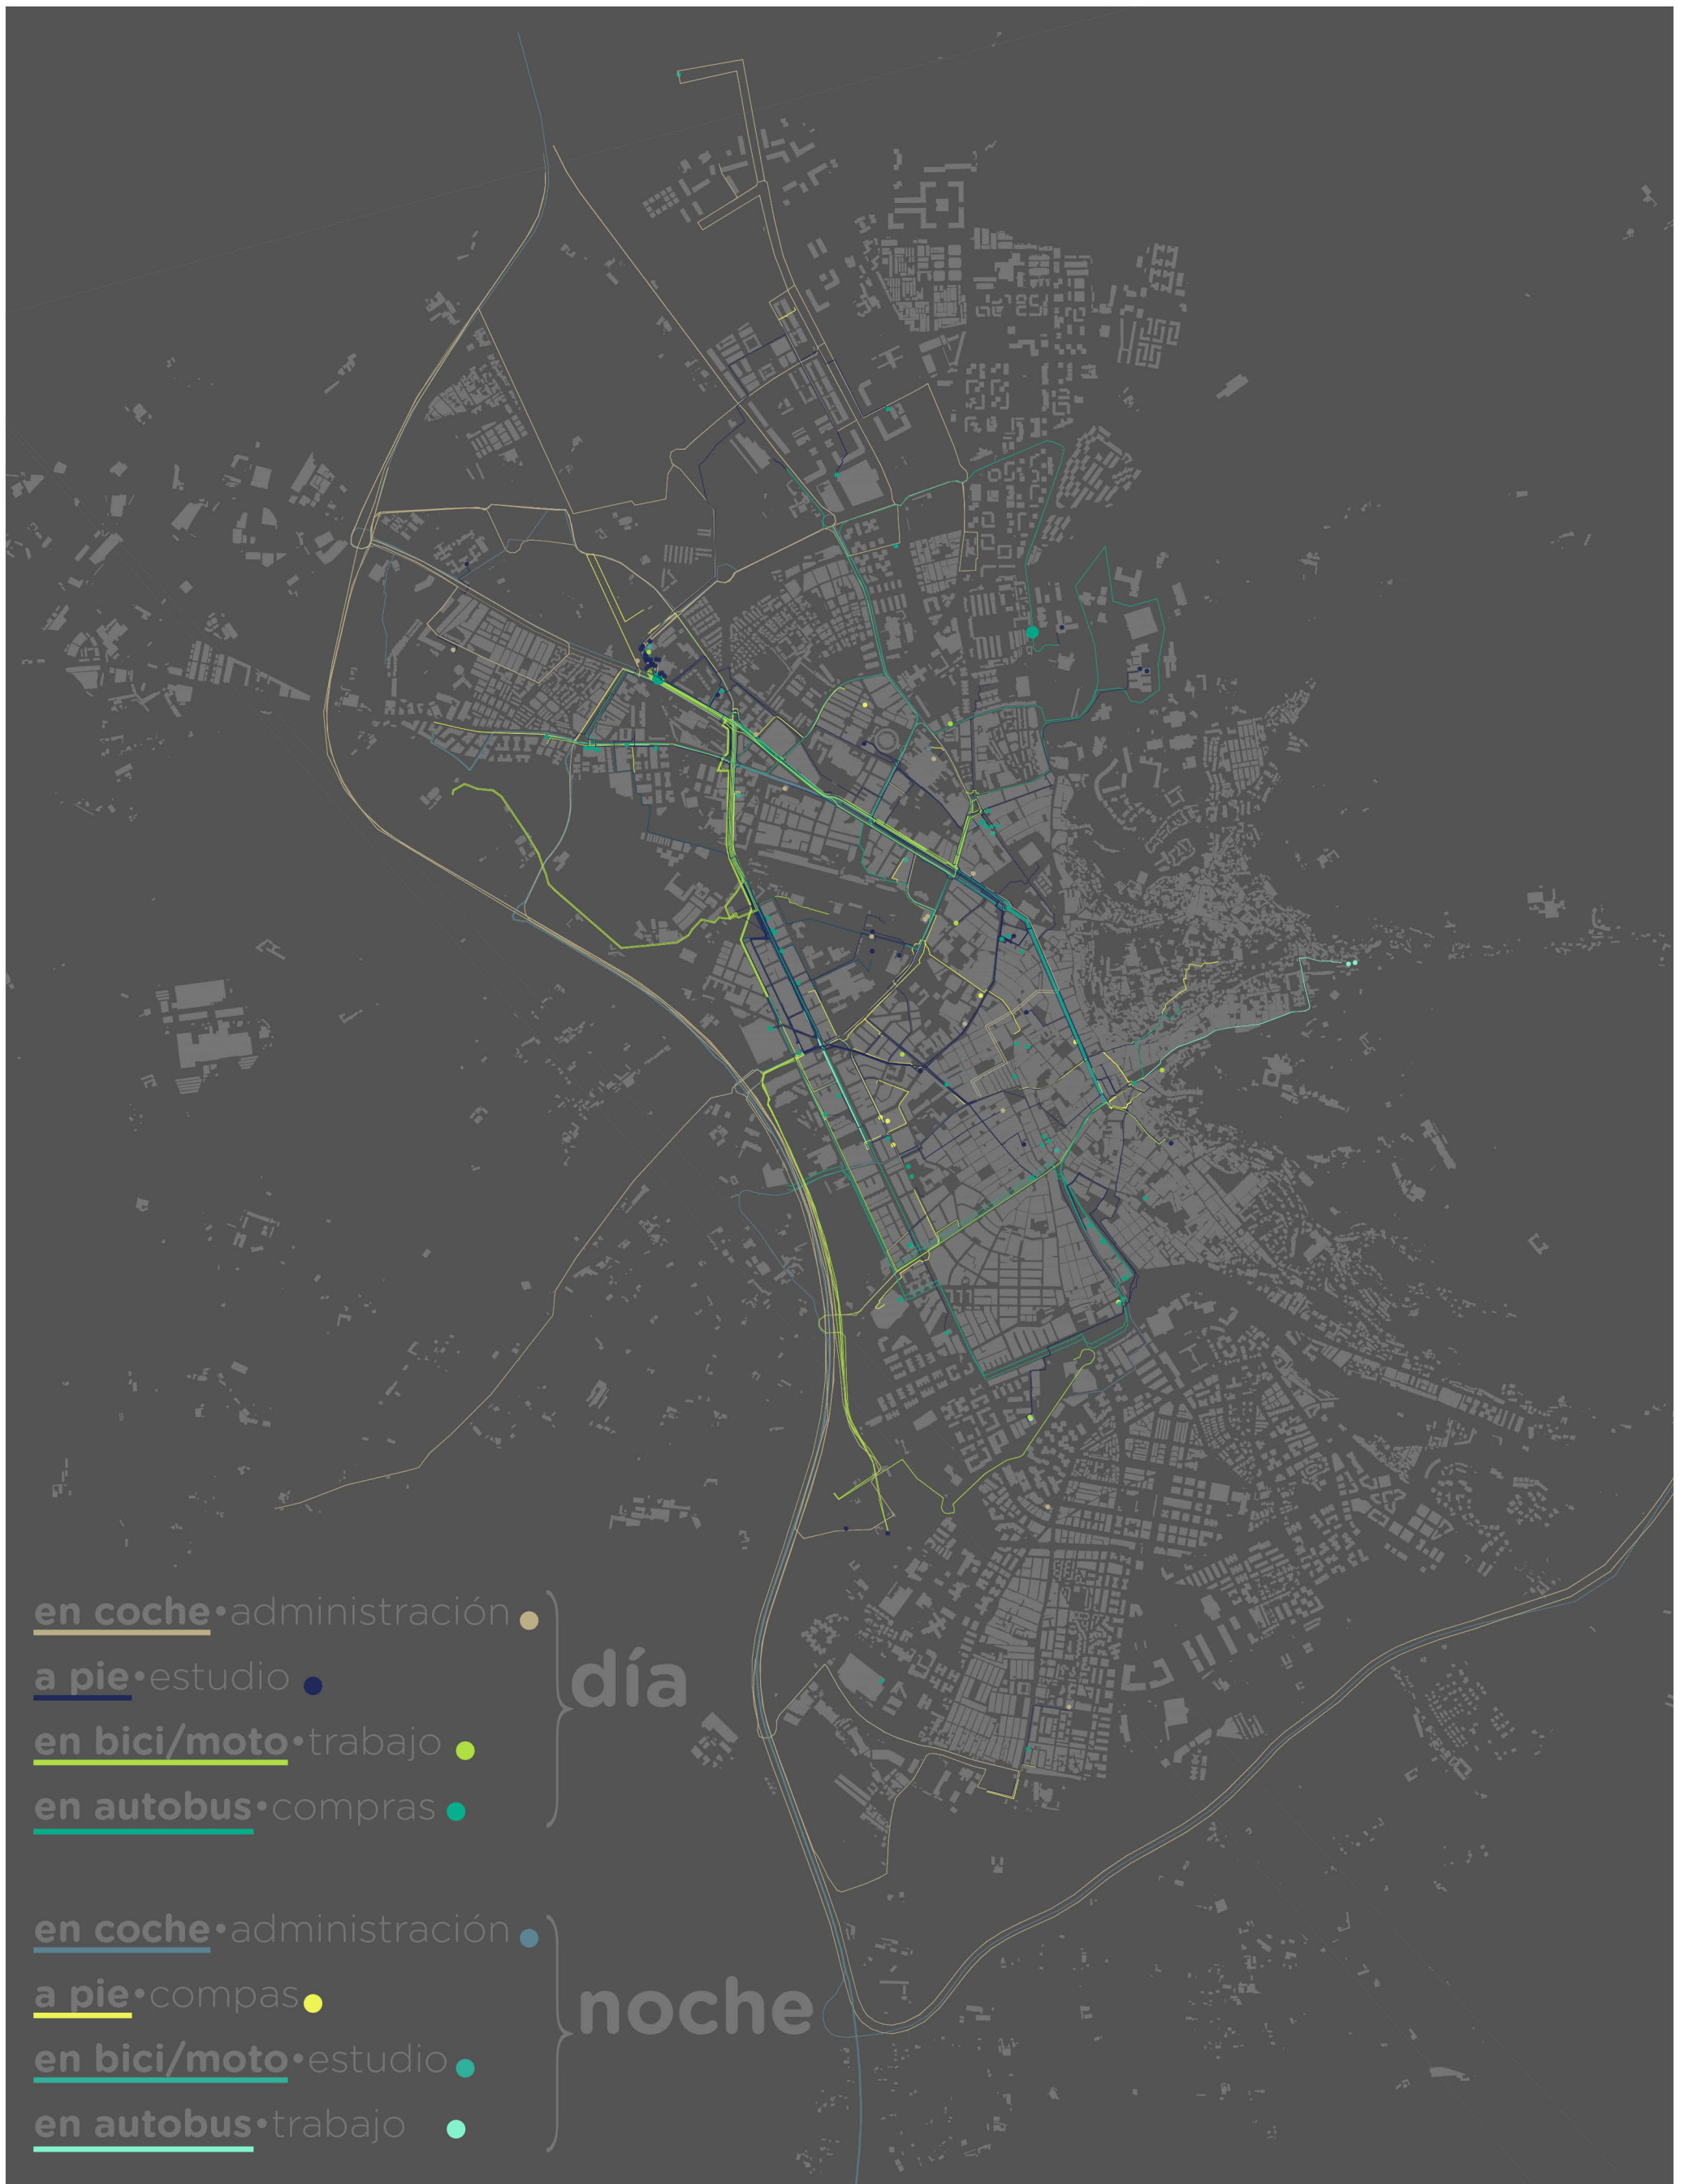 en coche•administración
a pie•estudio
en bici/moto•trabajo
en autobus•compras
día
en coche•administración
a pie•compas
en bici/moto•estudio
en autobus•trabajo
noche